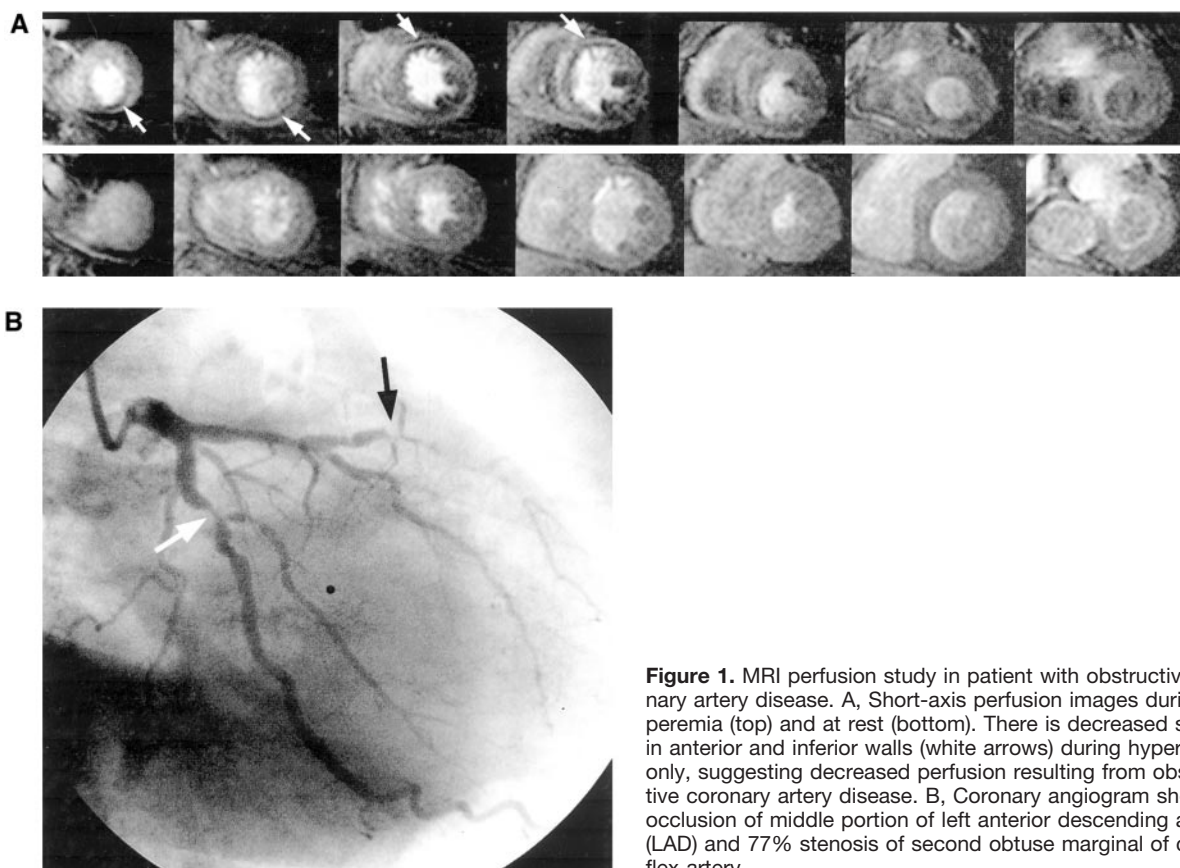 A
B
Figure 1. MRI perfusion study in patient with obstructive
nary artery disease. A, Short-axis perfusion images duri
peremia (top) and at rest (bottom). There is decreased s
in anterior and inferior walls (white arrows) during hyper
only, suggesting decreased perfusion resulting from obs
tive coronary artery disease. B, Coronary angiogram sh
occlusion of middle portion of left anterior descending a
(LAD) and 77% stenosis of second obtuse marginal of c
flex artery